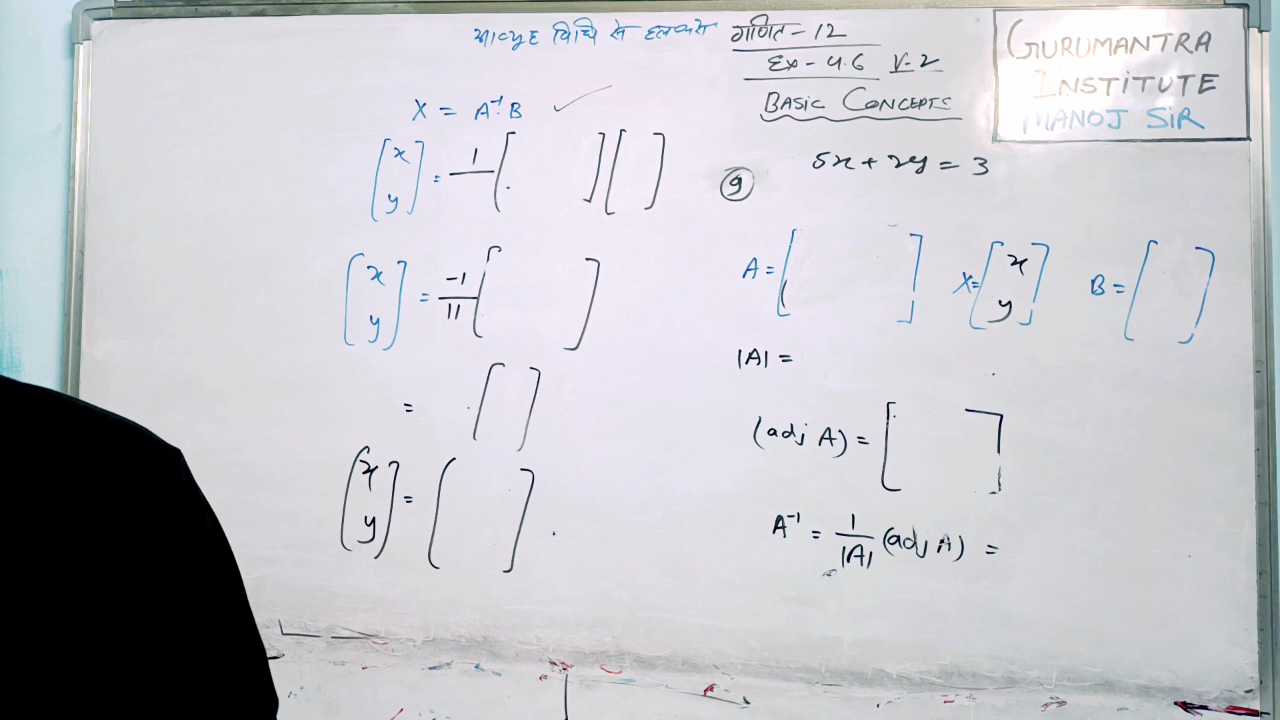 आव्यूह विधि से हल करो
गणित - 12
Ex - 4.6 V-2
BASIC CONCEPTS
GURUMANTRA
INSTITUTE
MANOJ SIR
X = A⁻¹. B ✓
[x y] = 1/ [ ] [ ]
[x y] = -1/11 [ ]
= [ ]
[x y] = [ ].
9 5x + 2y = 3
A = [ ] X = [x y] B = [ ]
|A| =
(adj A) = [ ]
A⁻¹ = 1/|A| (adj A) =